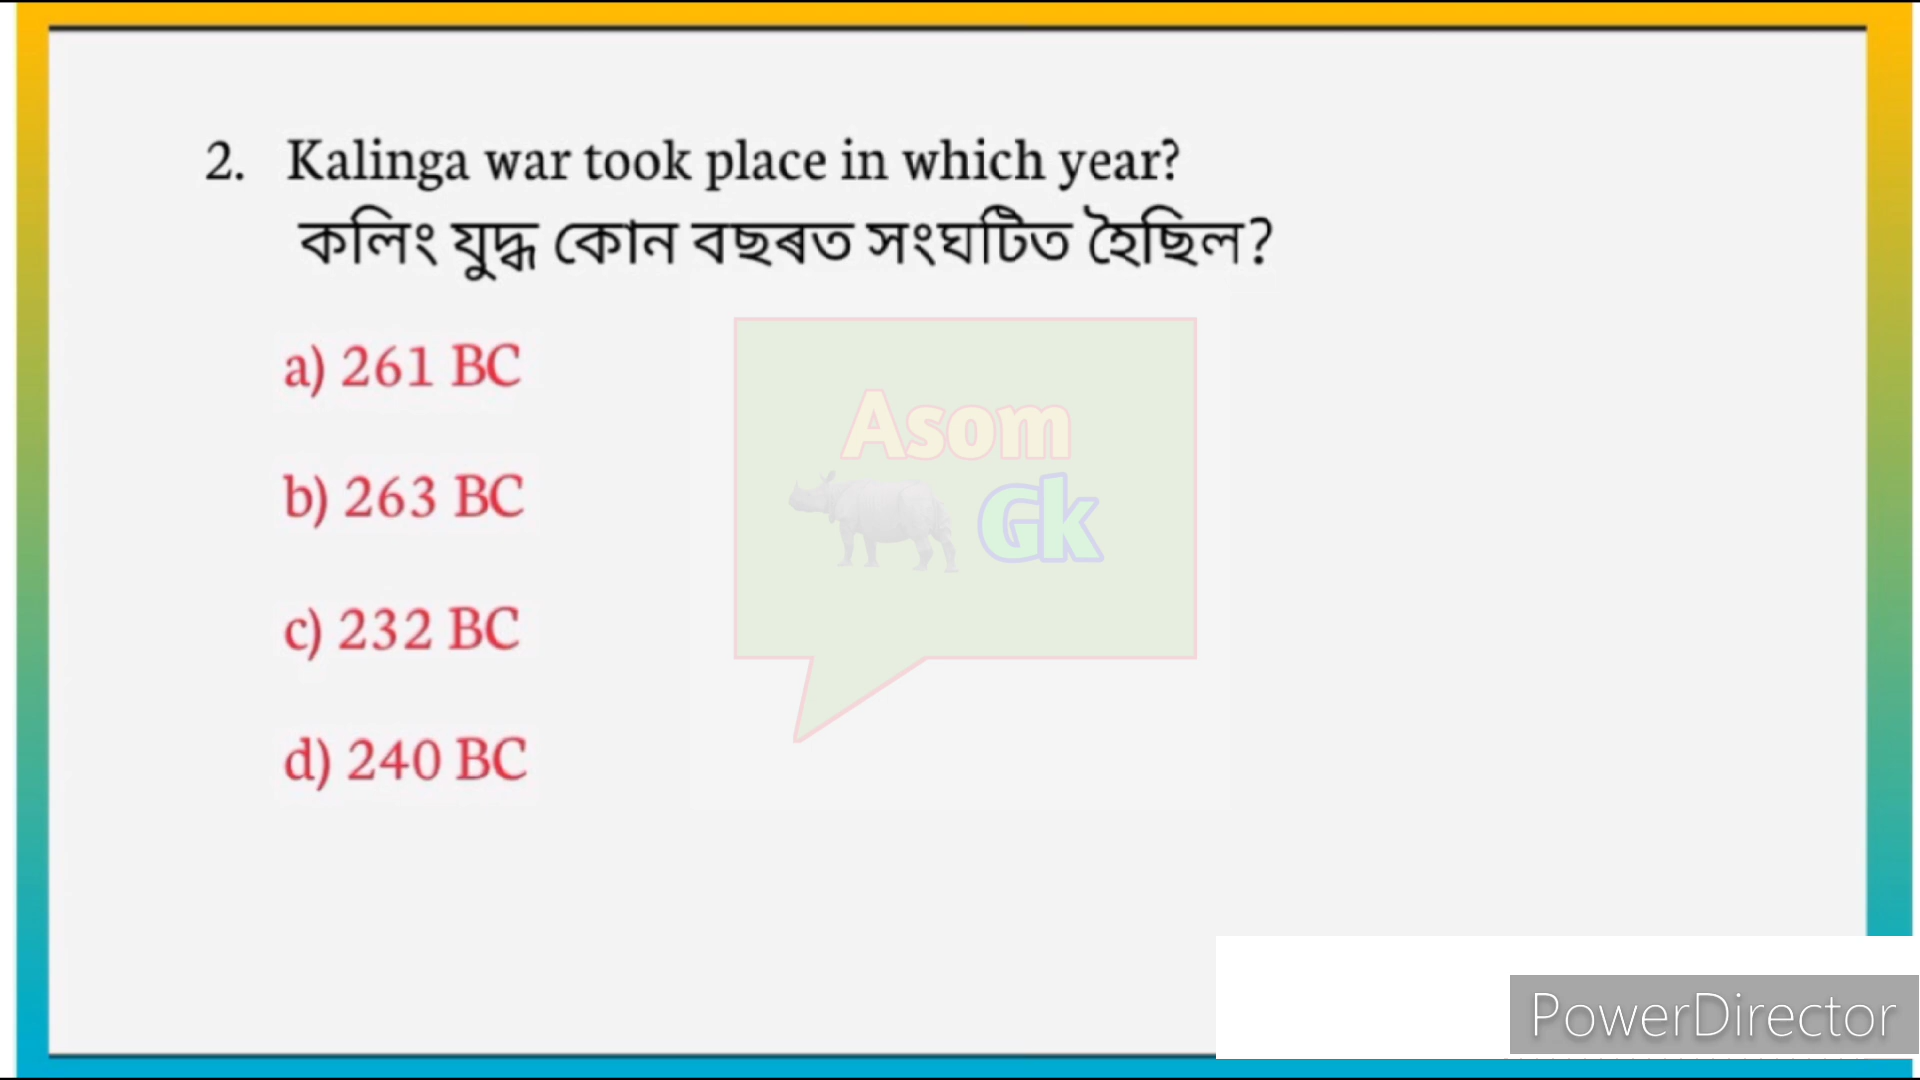 2. Kalinga war took place in which year?
কলিং যুদ্ধ কোন বছৰত সংঘটিত হৈছিল?
a) 261 BC
b) 263 BC
c) 232 BC
d) 240 BC
Asom
Gk
PowerDirector